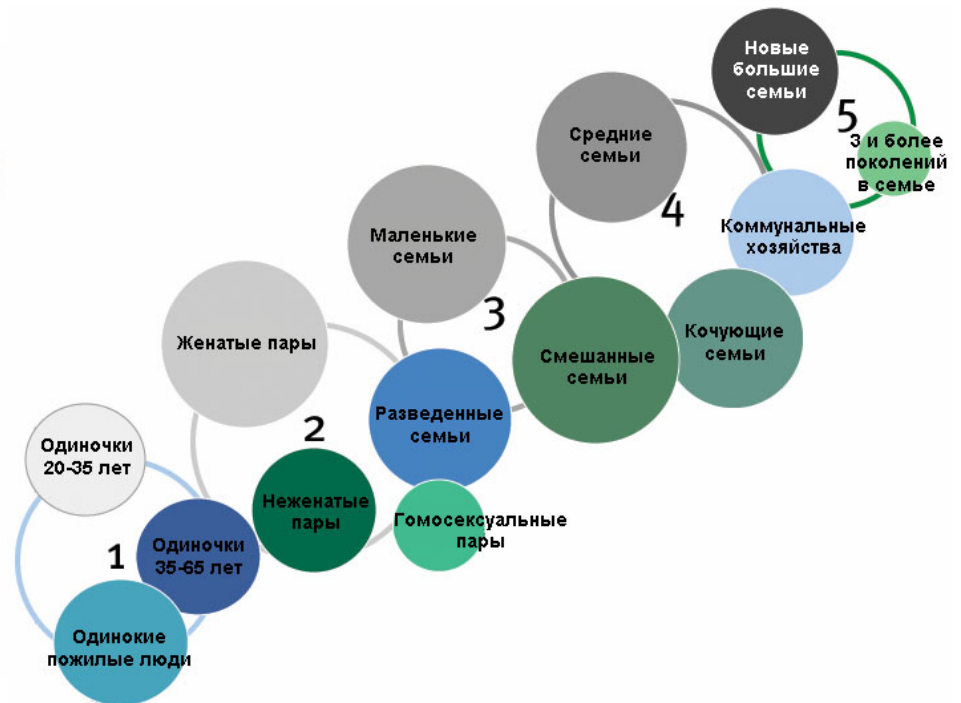 Новые
большие
семьи
5
3 и более
поколений
в семье
Средние
семьи
4
Коммунальные
хозяйства
Маленькие
семьи
3
Кочующие
семьи
Смешанные
семьи
Женатые пары
Разведенные
семьи
2
Неженатые
пары
Гомосексуальные
пары
Одиночки
20-35 лет
1
Одиночки
35-65 лет
Одинокие
пожилые люди